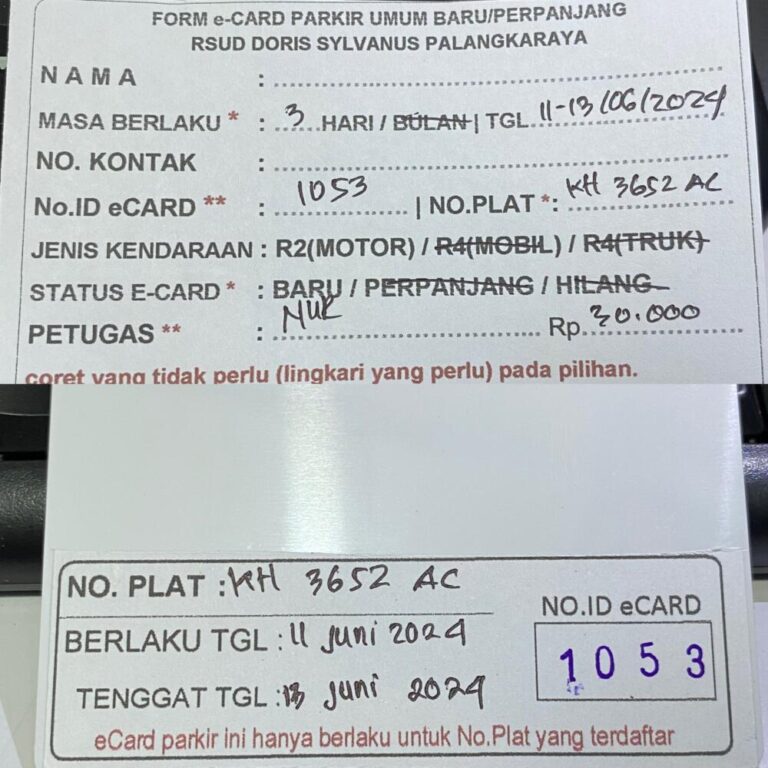 FORM e-CARD PARKIR UMUM BARU/PERPANJANG
RSUD DORIS SYLVANUS PALANGKARAYA
NAMA :
MASA BERLAKU * : 3 HARI / BULAN | TGL 11-13/06/2024
NO. KONTAK :
No.ID eCARD ** : 1053 | NO.PLAT *: KH 3652 AC
JENIS KENDARAAN : R2(MOTOR) / R4(MOBIL) / R4(TRUK)
STATUS E-CARD * : BARU / PERPANJANG / HILANG
PETUGAS ** : NUR Rp. 30.000
coret yang tidak perlu (lingkari yang perlu) pada pilihan.
NO. PLAT : KH 3652 AC
BERLAKU TGL : 11 Juni 2024
TENGGAT TGL : 13 Juni 2024
NO.ID eCARD
1053
eCard parkir ini hanya berlaku untuk No.Plat yang terdaftar